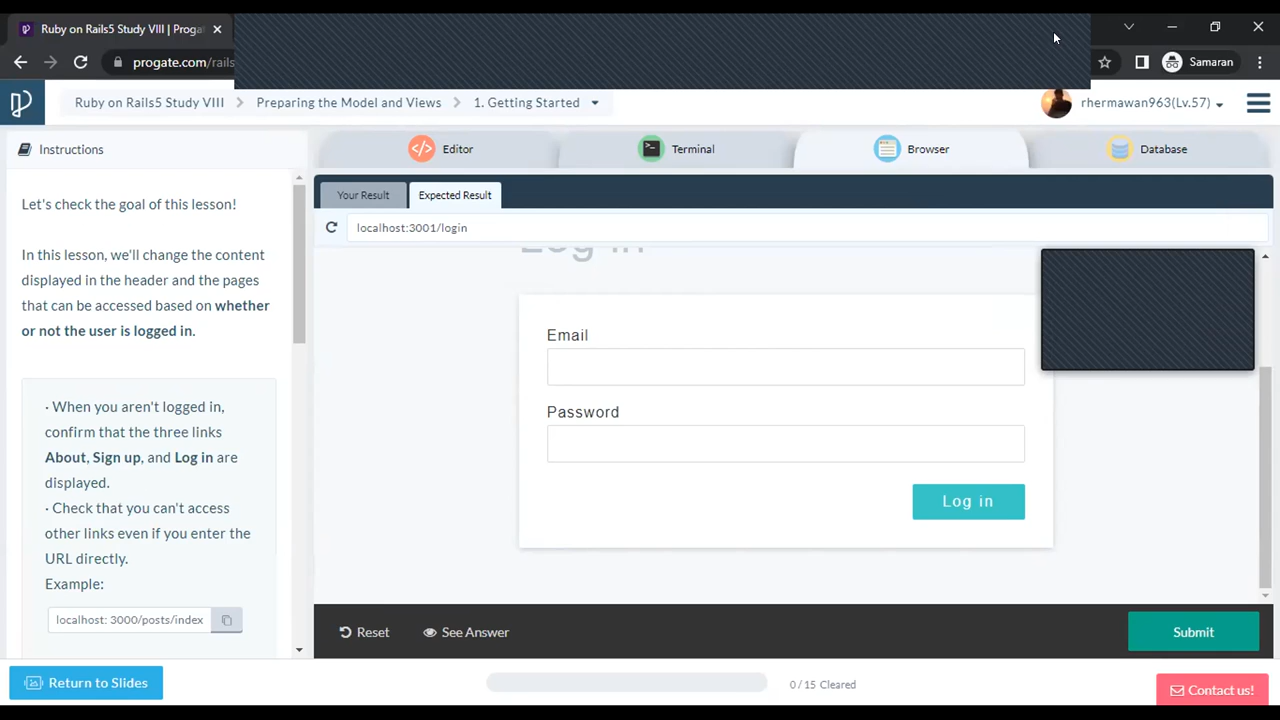 Ruby on Rails5 Study VIII | Progate
progate.com/rails
Samaran
Ruby on Rails5 Study VIII
Preparing the Model and Views
1. Getting Started
rhermawan963(Lv.57)
Instructions
Editor
Terminal
Browser
Database
Let's check the goal of this lesson!
In this lesson, we'll change the content
displayed in the header and the pages
that can be accessed based on whether
or not the user is logged in.
· When you aren't logged in,
confirm that the three links
About, Sign up, and Log in are
displayed.
· Check that you can't access
other links even if you enter the
URL directly.
Example:
localhost: 3000/posts/index
Your Result
Expected Result
localhost:3001/login
Log in
Email
Password
Log in
Reset
See Answer
Submit
Return to Slides
0 / 15 Cleared
Contact us!